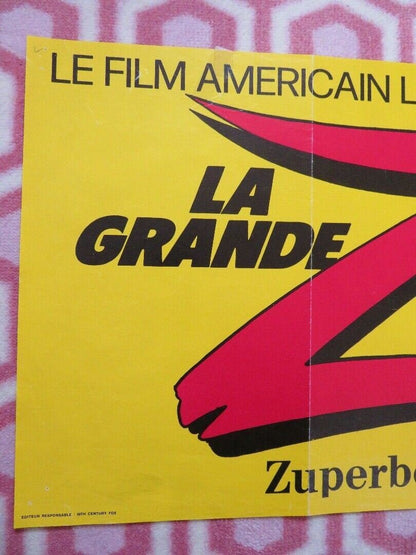 LE FILM AMERICAIN L
LA
GRANDE
Z
Zuperb
EDITEUR RESPONSABLE : 20TH CENTURY FOX